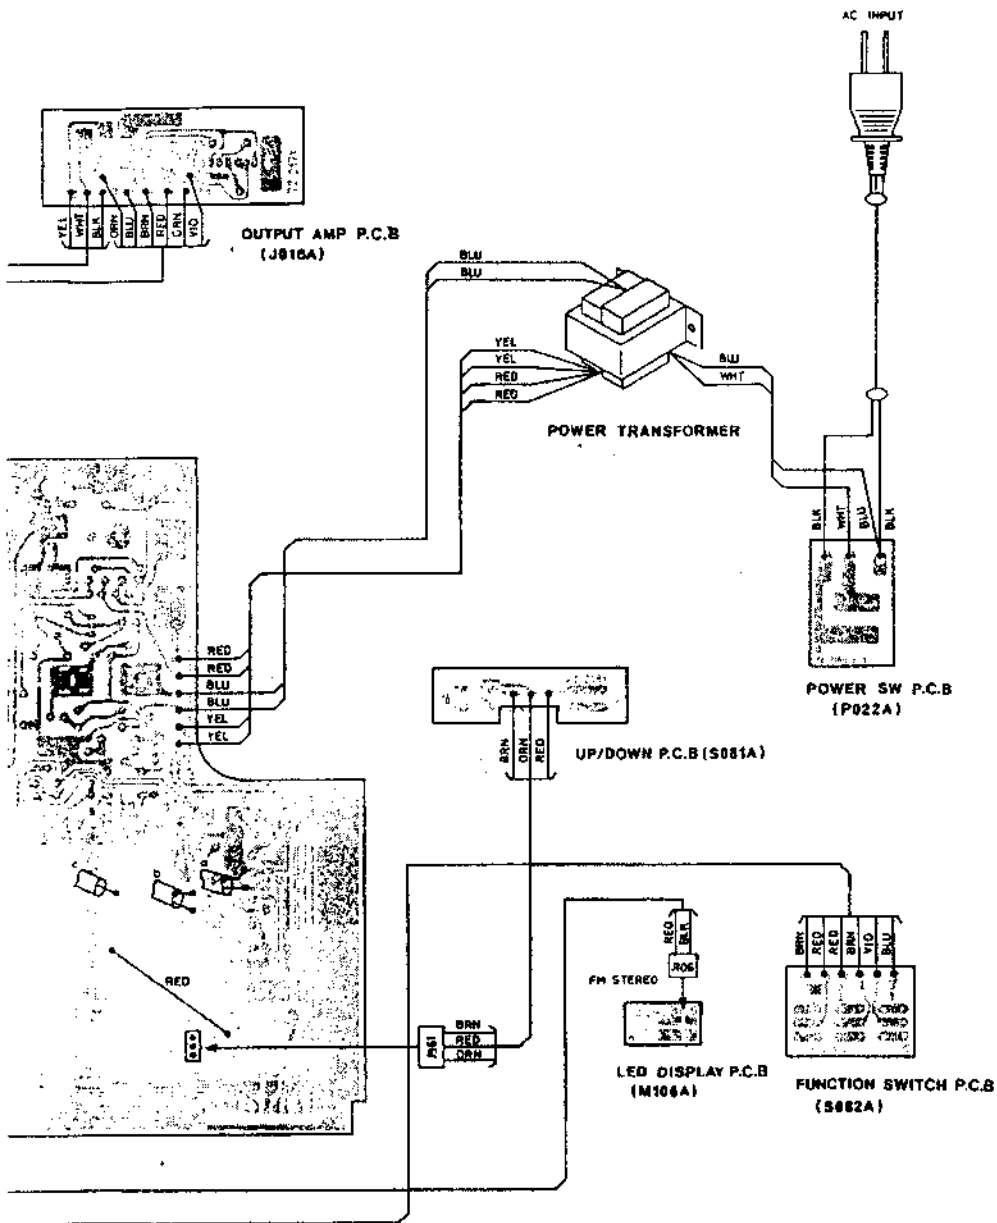 AC INPUT
YEL
WHT
BLK
ORN
BLU
BRN
RED
GRN
VIO
OUTPUT AMP P.C.B
(J016A)
BLU
BLU
YEL
YEL
RED
RED
BLU
WHT
POWER TRANSFORMER
BLK
WHT
BLU
BLK
POWER SW P.C.B
(P022A)
RED
RED
BLU
BLU
YEL
YEL
BRN
ORN
RED
UP/DOWN P.C.B (S081A)
RED
BLK
BRN
RED
RED
BRN
VIO
BLU
FM STEREO
RED
BRN
RED
ORN
LED DISPLAY P.C.B
(M106A)
FUNCTION SWITCH P.C.B
(S082A)